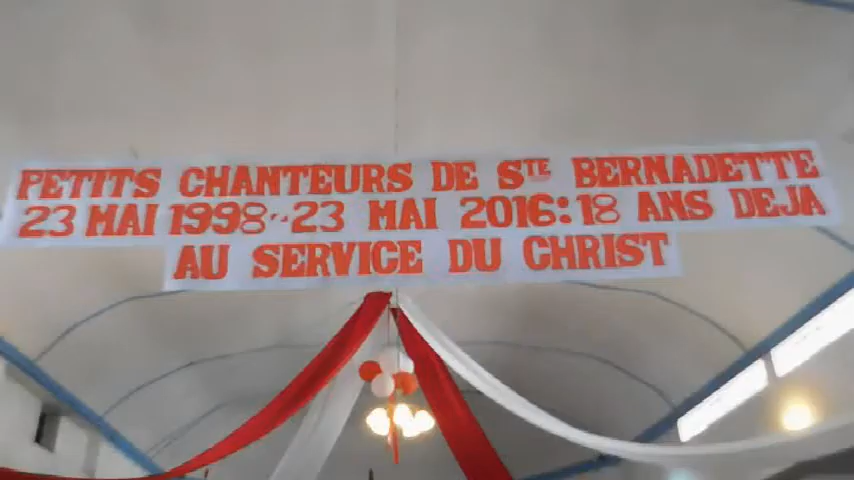 PETITS CHANTEURS DE STE BERNADETTE
23 MAI 1998--23 MAI 2016:18 ANS DEJA
AU SERVICE DU CHRIST